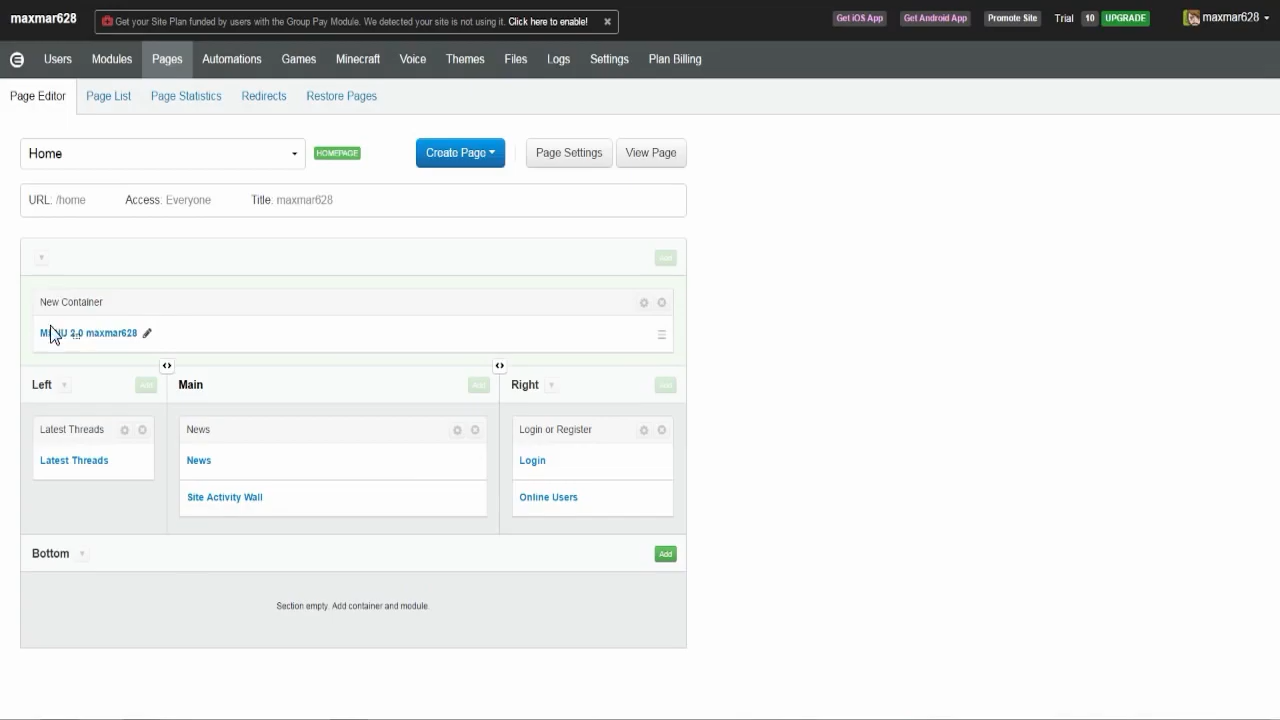 maxmar628
Get your Site Plan funded by users with the Group Pay Module. We detected your site is not using it. Click here to enable!
Get iOS App
Get Android App
Promote Site
Trial
10
UPGRADE
maxmar628
Users
Modules
Pages
Automations
Games
Minecraft
Voice
Themes
Files
Logs
Settings
Plan Billing
Page Editor
Page List
Page Statistics
Redirects
Restore Pages
Home
HOMEPAGE
Create Page
Page Settings
View Page
URL: /home
Access: Everyone
Title: maxmar628
Add
New Container
MENU 2.0 maxmar628
Left
Add
Main
Add
Right
Add
Latest Threads
News
Login or Register
Latest Threads
News
Login
Site Activity Wall
Online Users
Bottom
Add
Section empty. Add container and module.